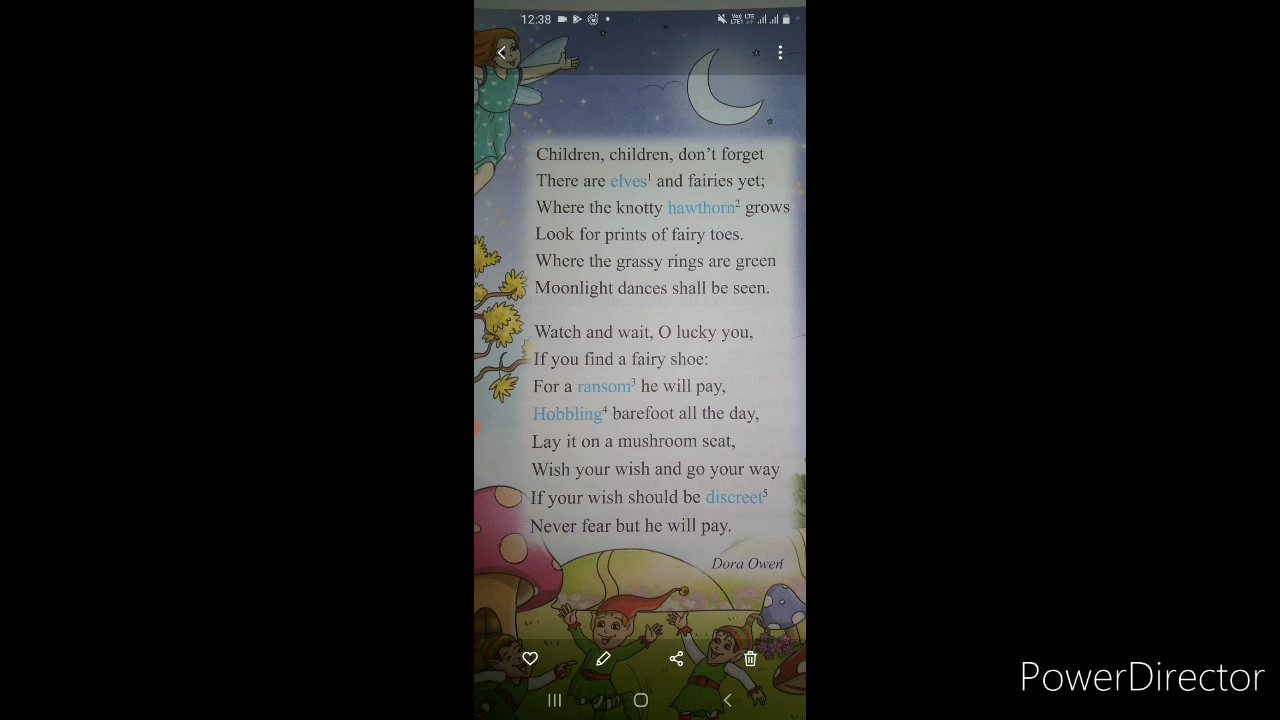 12:38
Children, children, don't forget
There are elves¹ and fairies yet;
Where the knotty hawthorn² grows
Look for prints of fairy toes.
Where the grassy rings are green
Moonlight dances shall be seen.
Watch and wait, O lucky you,
If you find a fairy shoe:
For a ransom³ he will pay,
Hobbling⁴ barefoot all the day,
Lay it on a mushroom seat,
Wish your wish and go your way
If your wish should be discreet⁵
Never fear but he will pay.
Dora Owen
PowerDirector